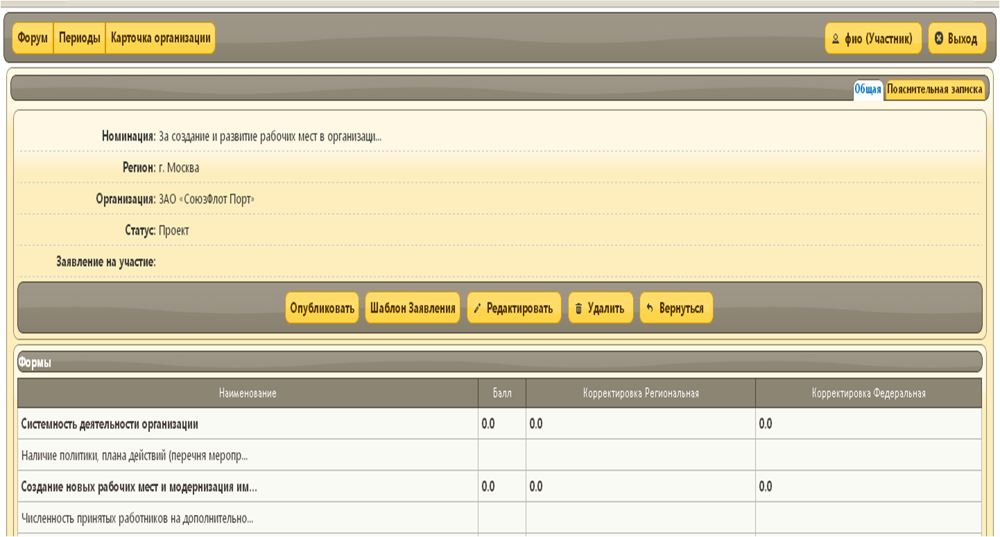 Форум Периоды Карточка организации фио (Участник) Выход
Общая Пояснительная записка
Номинация: За создание и развитие рабочих мест в организаци...
Регион: г. Москва
Организация: ЗАО «СоюзФлот Порт»
Статус: Проект
Заявление на участие:
Опубликовать Шаблон Заявления Редактировать Удалить Вернуться
Формы
Наименование Балл Корректировка Региональная Корректировка Федеральная
Системность деятельности организации 0.0 0.0 0.0
Наличие политики, плана действий (перечня меропр...
Создание новых рабочих мест и модернизация им... 0.0 0.0 0.0
Численность принятых работников на дополнительно...